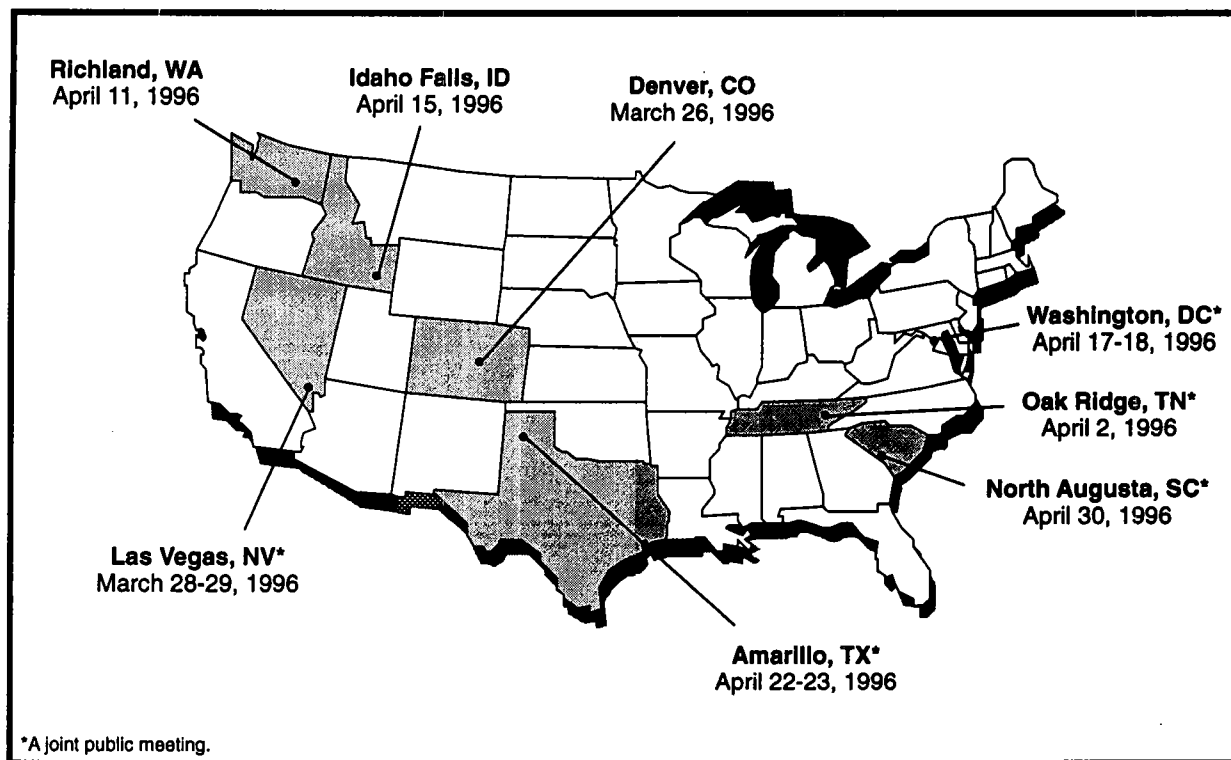 Richland, WA
April 11, 1996
Idaho Falls, ID
April 15, 1996
Denver, CO
March 26, 1996
Washington, DC*
April 17-18, 1996
Oak Ridge, TN*
April 2, 1996
North Augusta, SC*
April 30, 1996
Las Vegas, NV*
March 28-29, 1996
Amarillo, TX*
April 22-23, 1996
*A joint public meeting.